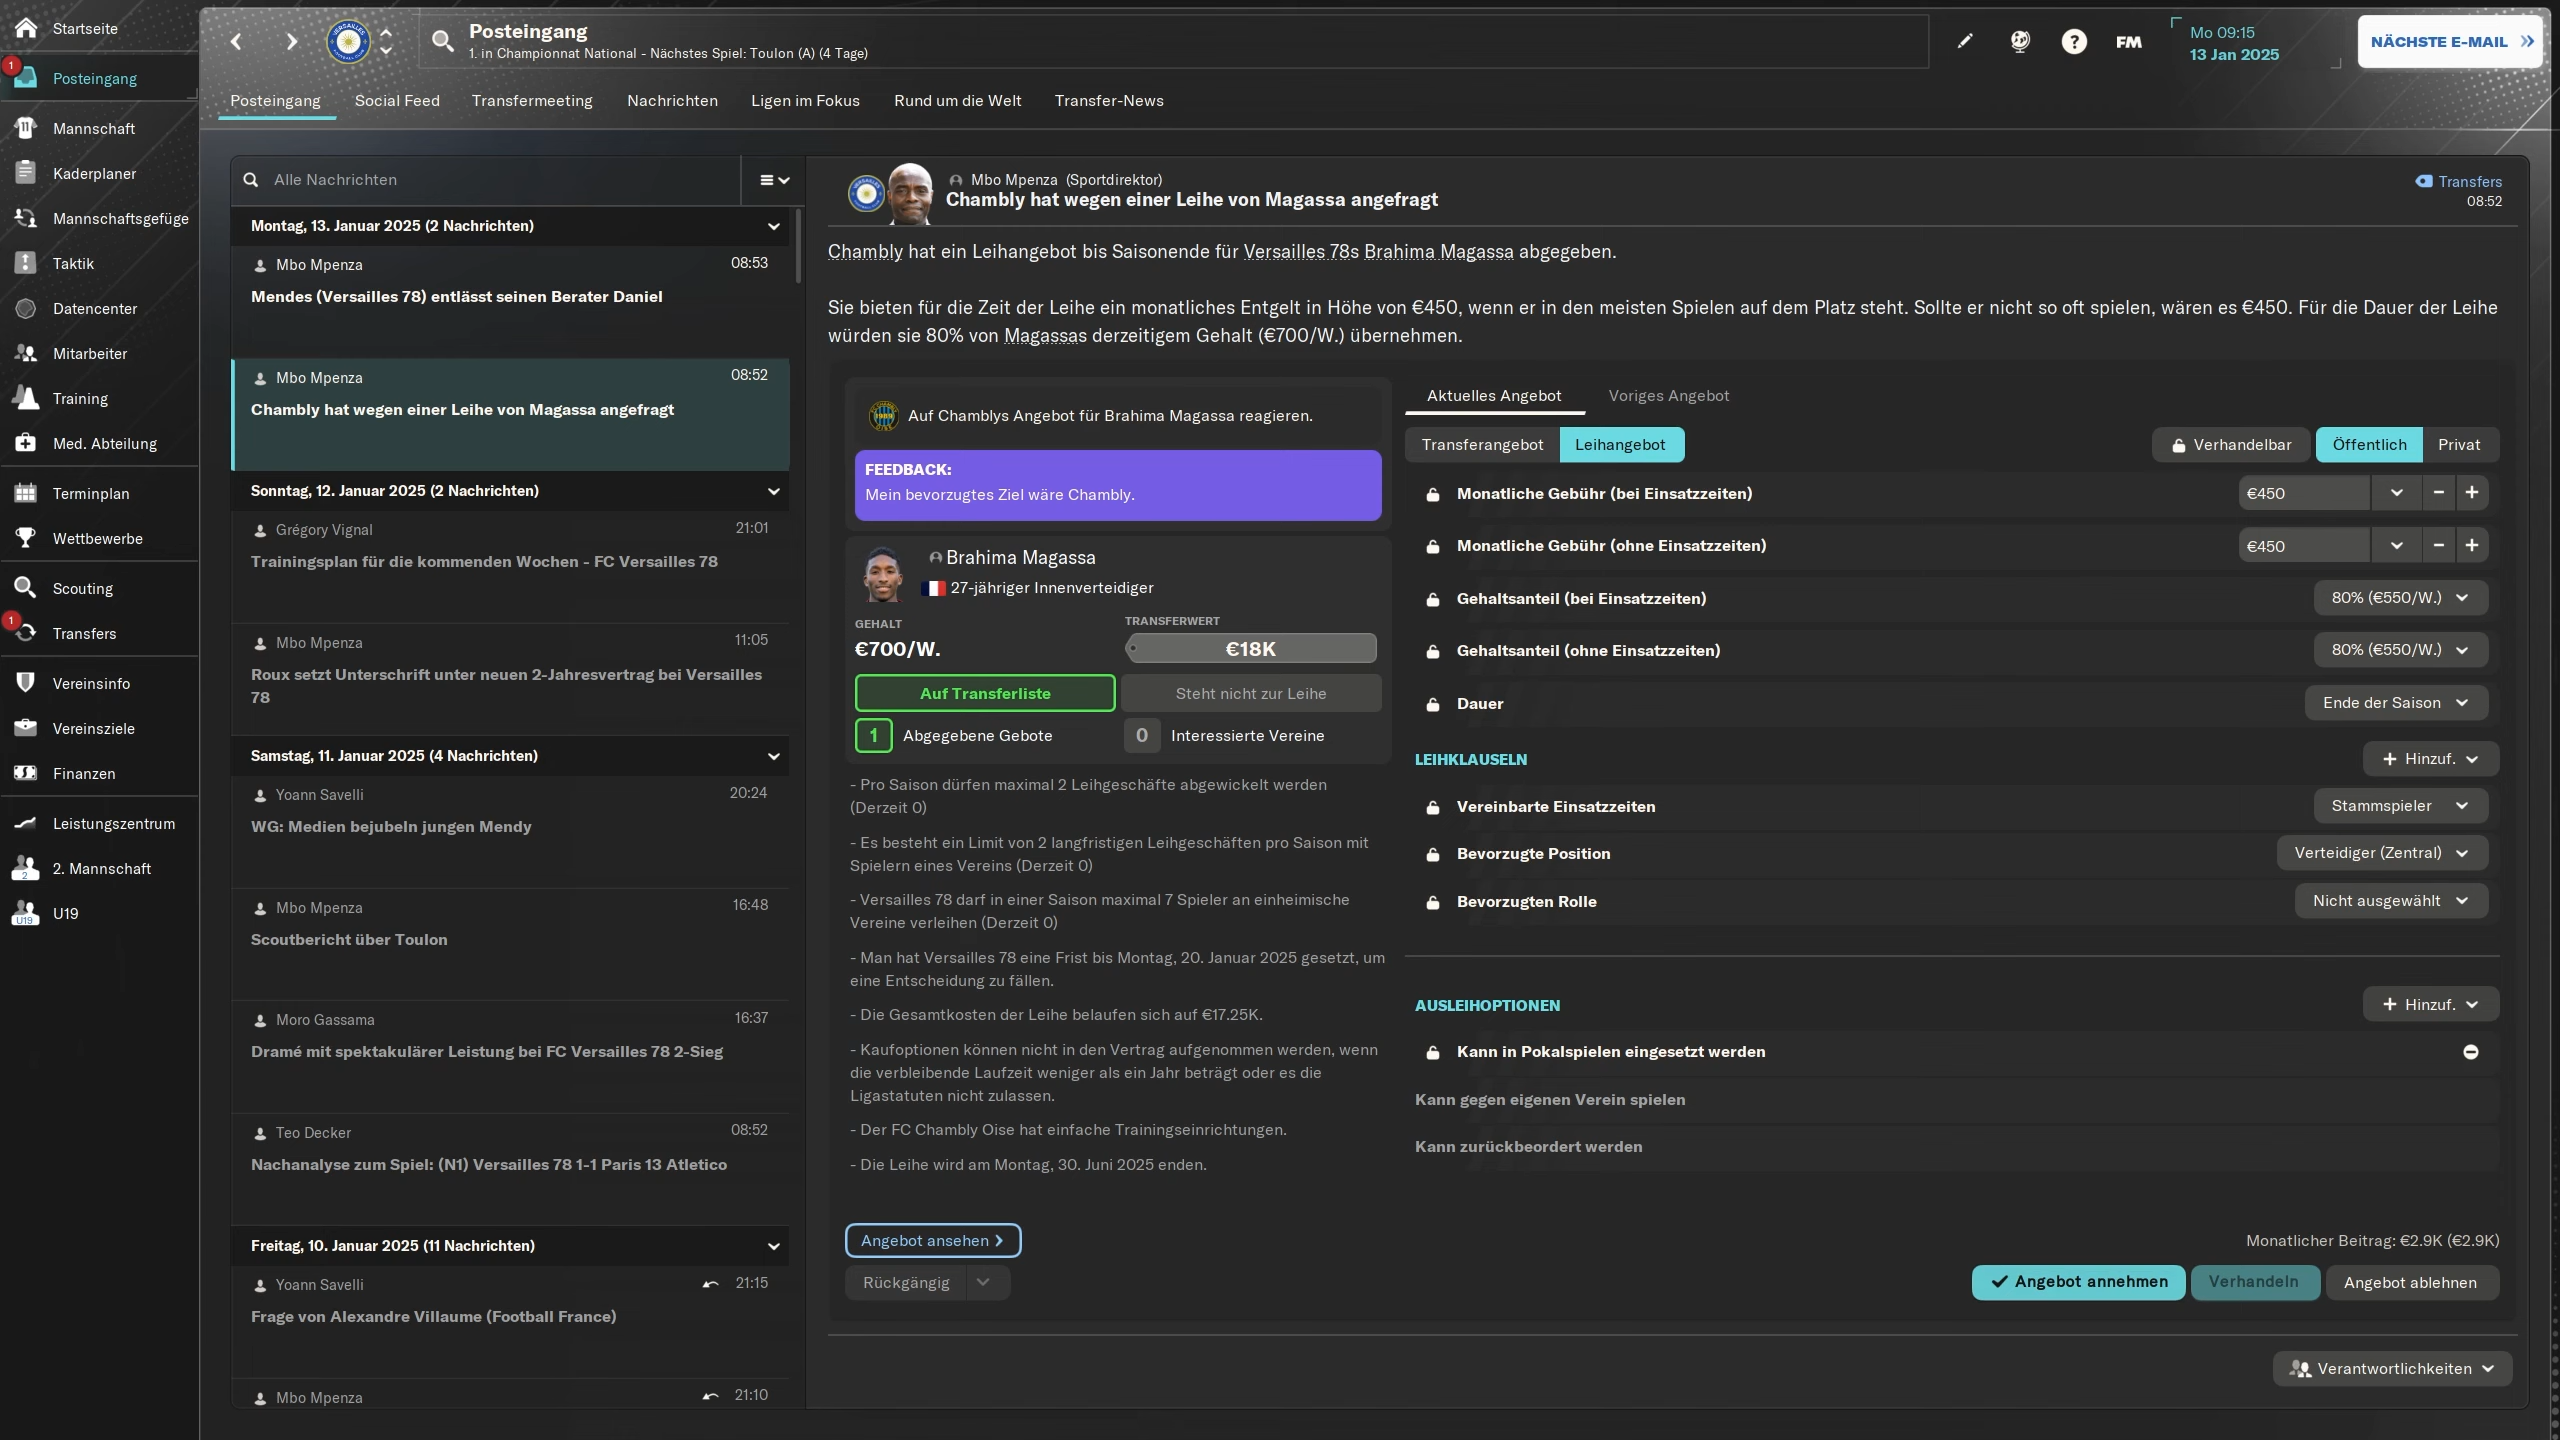 Startseite
1
Posteingang
Mannschaft
Kaderplaner
Mannschaftsgefüge
Taktik
Datencenter
Mitarbeiter
Training
Med. Abteilung
Terminplan
Wettbewerbe
Scouting
1
Transfers
Vereinsinfo
Vereinsziele
Finanzen
Leistungszentrum
2. Mannschaft
U19
Posteingang
1. in Championnat National - Nächstes Spiel: Toulon (A) (4 Tage)
FM
Mo 09:15
13 Jan 2025
NÄCHSTE E-MAIL
Posteingang Social Feed Transfermeeting Nachrichten Ligen im Fokus Rund um die Welt Transfer-News
Alle Nachrichten
Montag, 13. Januar 2025 (2 Nachrichten)
Mbo Mpenza 08:53
Mendes (Versailles 78) entlässt seinen Berater Daniel
Mbo Mpenza 08:52
Chambly hat wegen einer Leihe von Magassa angefragt
Sonntag, 12. Januar 2025 (2 Nachrichten)
Grégory Vignal 21:01
Trainingsplan für die kommenden Wochen - FC Versailles 78
Mbo Mpenza 11:05
Roux setzt Unterschrift unter neuen 2-Jahresvertrag bei Versailles
78
Samstag, 11. Januar 2025 (4 Nachrichten)
Yoann Savelli 20:24
WG: Medien bejubeln jungen Mendy
Mbo Mpenza 16:48
Scoutbericht über Toulon
Moro Gassama 16:37
Dramé mit spektakulärer Leistung bei FC Versailles 78 2-Sieg
Teo Decker 08:52
Nachanalyse zum Spiel: (N1) Versailles 78 1-1 Paris 13 Atletico
Freitag, 10. Januar 2025 (11 Nachrichten)
Yoann Savelli 21:15
Frage von Alexandre Villaume (Football France)
Mbo Mpenza 21:10
Mbo Mpenza (Sportdirektor)
Chambly hat wegen einer Leihe von Magassa angefragt
Transfers
08:52
Chambly hat ein Leihangebot bis Saisonende für Versailles 78s Brahima Magassa abgegeben.
Sie bieten für die Zeit der Leihe ein monatliches Entgelt in Höhe von €450, wenn er in den meisten Spielen auf dem Platz steht. Sollte er nicht so oft spielen, wären es €450. Für die Dauer der Leihe
würden sie 80% von Magassas derzeitigem Gehalt (€700/W.) übernehmen.
Auf Chamblys Angebot für Brahima Magassa reagieren.
FEEDBACK:
Mein bevorzugtes Ziel wäre Chambly.
Brahima Magassa
27-jähriger Innenverteidiger
GEHALT TRANSFERWERT
€700/W. €18K
Auf Transferliste Steht nicht zur Leihe
1 Abgegebene Gebote 0 Interessierte Vereine
- Pro Saison dürfen maximal 2 Leihgeschäfte abgewickelt werden
(Derzeit 0)
- Es besteht ein Limit von 2 langfristigen Leihgeschäften pro Saison mit
Spielern eines Vereins (Derzeit 0)
- Versailles 78 darf in einer Saison maximal 7 Spieler an einheimische
Vereine verleihen (Derzeit 0)
- Man hat Versailles 78 eine Frist bis Montag, 20. Januar 2025 gesetzt, um
eine Entscheidung zu fällen.
- Die Gesamtkosten der Leihe belaufen sich auf €17.25K.
- Kaufoptionen können nicht in den Vertrag aufgenommen werden, wenn
die verbleibende Laufzeit weniger als ein Jahr beträgt oder es die
Ligastatuten nicht zulassen.
- Der FC Chambly Oise hat einfache Trainingseinrichtungen.
- Die Leihe wird am Montag, 30. Juni 2025 enden.
Angebot ansehen
Rückgängig
Aktuelles Angebot Voriges Angebot
Transferangebot Leihangebot Verhandelbar Öffentlich Privat
Monatliche Gebühr (bei Einsatzzeiten) €450
Monatliche Gebühr (ohne Einsatzzeiten) €450
Gehaltsanteil (bei Einsatzzeiten) 80% (€550/W.)
Gehaltsanteil (ohne Einsatzzeiten) 80% (€550/W.)
Dauer Ende der Saison
LEIHKLAUSELN Hinzuf.
Vereinbarte Einsatzzeiten Stammspieler
Bevorzugte Position Verteidiger (Zentral)
Bevorzugten Rolle Nicht ausgewählt
AUSLEIHOPTIONEN Hinzuf.
Kann in Pokalspielen eingesetzt werden
Kann gegen eigenen Verein spielen
Kann zurückbeordert werden
Monatlicher Beitrag: €2.9K (€2.9K)
Angebot annehmen Verhandeln Angebot ablehnen
Verantwortlichkeiten